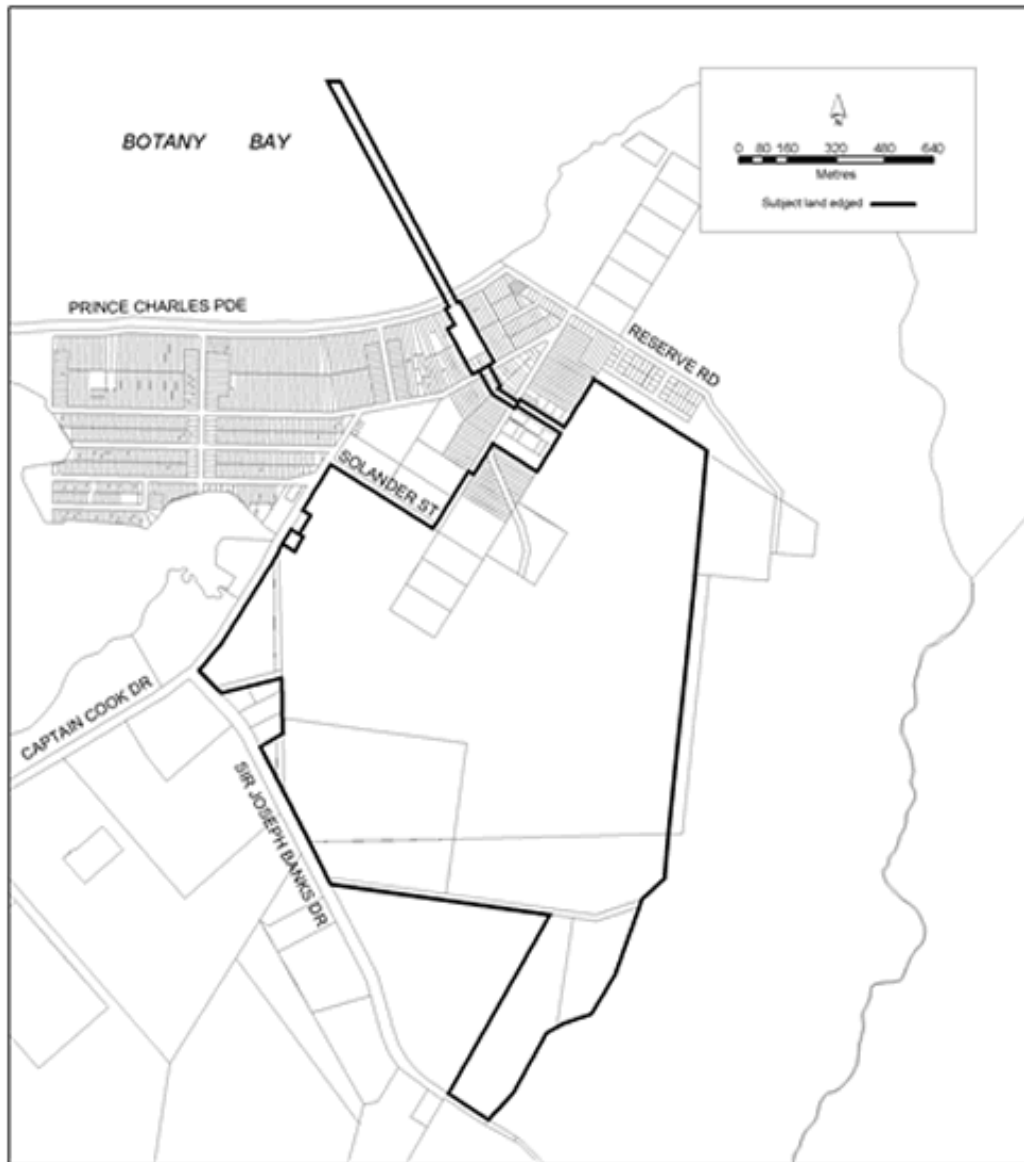 BOTANY BAY
N
0 80 160 320 480 640
Metres
Subject land edged
PRINCE CHARLES PDE
RESERVE RD
SOLANDER ST
CAPTAIN COOK DR
SIR JOSEPH BANKS DR